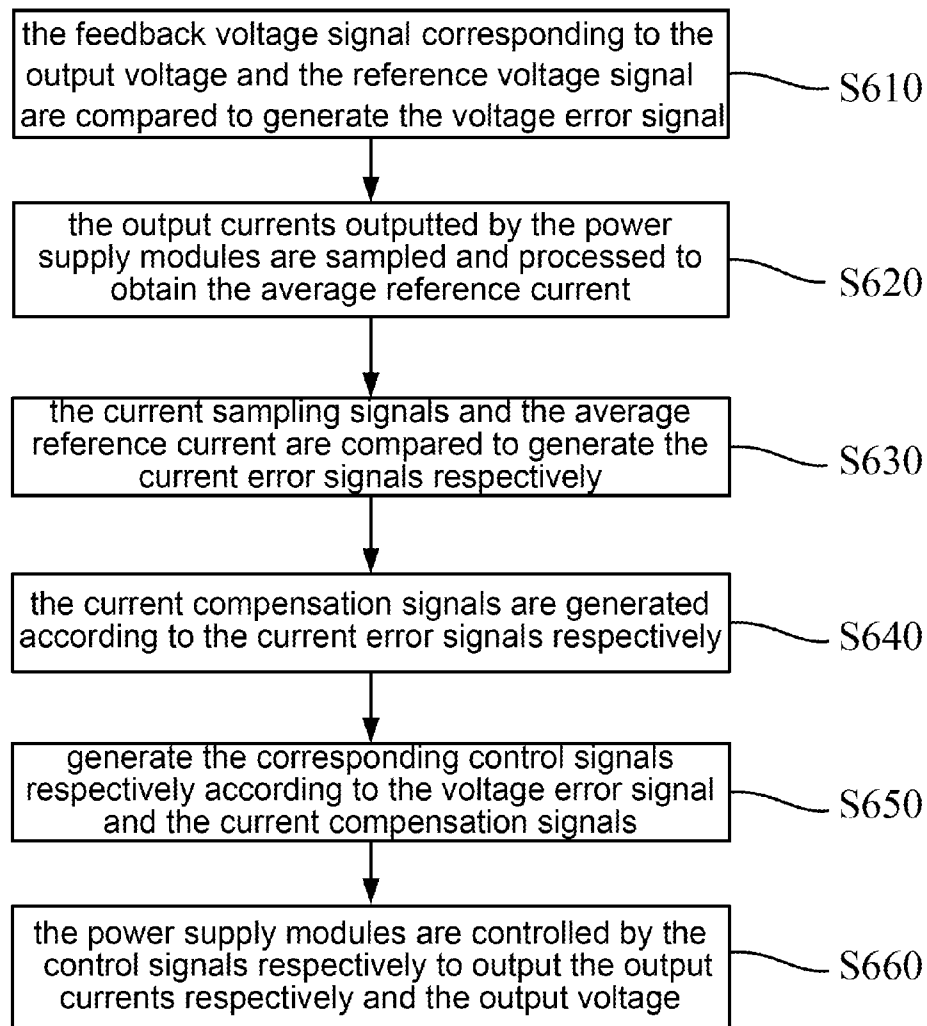 the feedback voltage signal corresponding to the
output voltage and the reference voltage signal
are compared to generate the voltage error signal
S610
the output currents outputted by the power
supply modules are sampled and processed to
obtain the average reference current
S620
the current sampling signals and the average
reference current are compared to generate the
current error signals respectively
S630
the current compensation signals are generated
according to the current error signals respectively
S640
generate the corresponding control signals
respectively according to the voltage error signal
and the current compensation signals
S650
the power supply modules are controlled by the
control signals respectively to output the output
currents respectively and the output voltage
S660